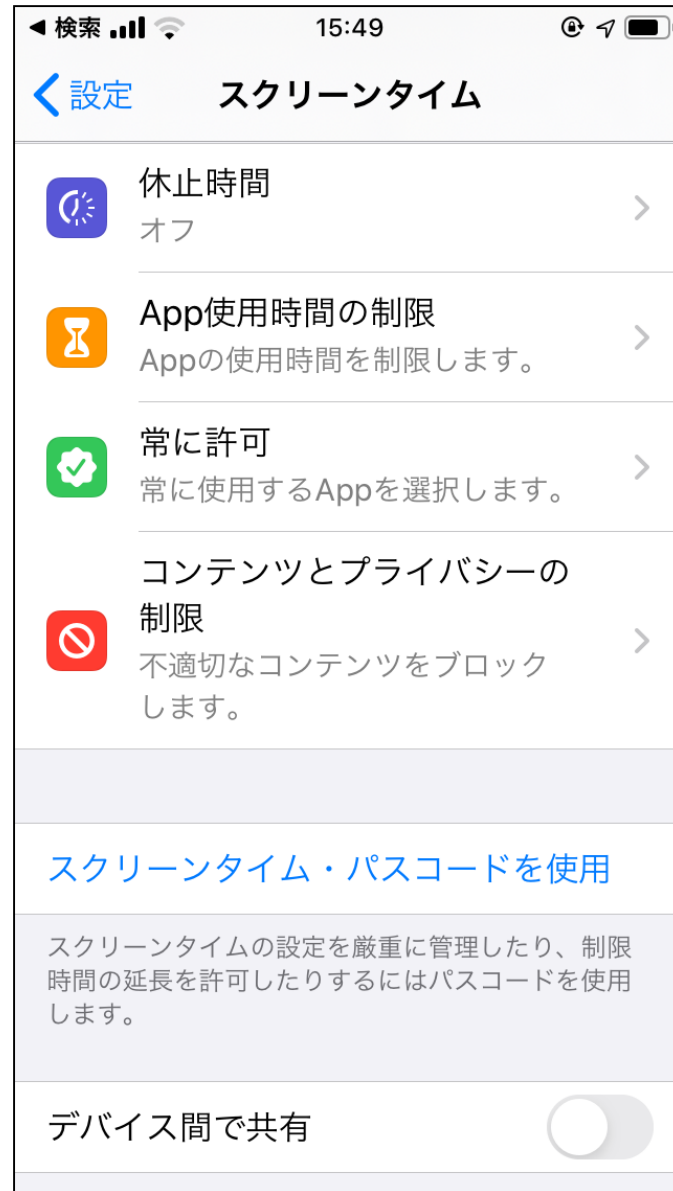 検索
15:49
設定
スクリーンタイム
休止時間
オフ
App使用時間の制限
Appの使用時間を制限します。
常に許可
常に使用するAppを選択します。
コンテンツとプライバシーの
制限
不適切なコンテンツをブロック
します。
スクリーンタイム・パスコードを使用
スクリーンタイムの設定を厳重に管理したり、制限
時間の延長を許可したりするにはパスコードを使用
します。
デバイス間で共有